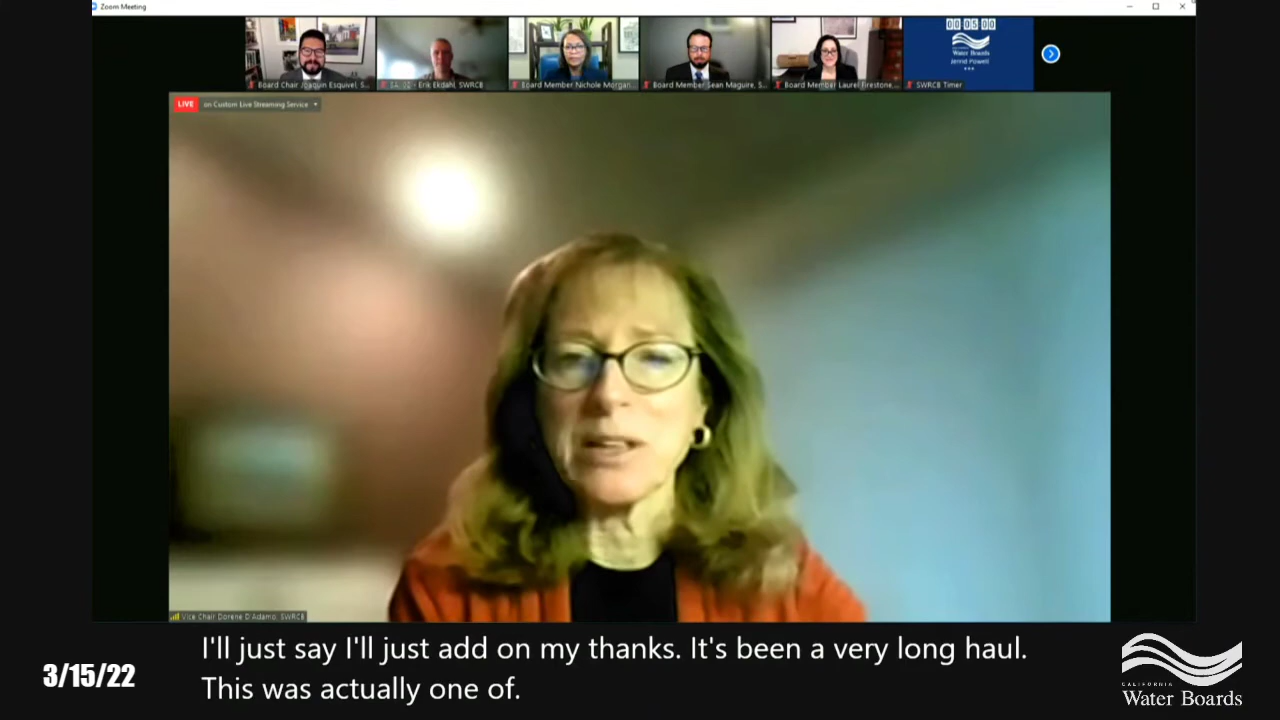 Zoom Meeting
00:05:00
Water Boards
Jennd Powell
Board Chair Joaquin Esquivel, S...
Erik Ekdahl, SWRCB
Board Member Nichole Morgan...
Board Member Sean Maguire, S...
Board Member Laurel Firestone...
SWRCB Timer
LIVE
on Custom Live Streaming Service
Vice Chair Dorene D'Adamo, SWRCB
I'll just say I'll just add on my thanks. It's been a very long haul.
This was actually one of.
3/15/22
CALIFORNIA
Water Boards